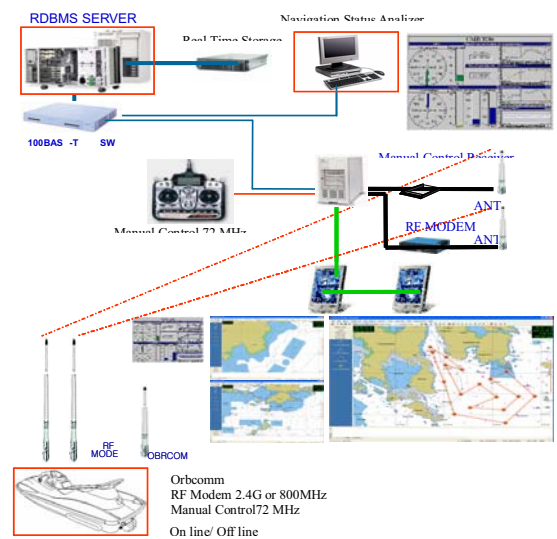 RDBMS SERVER
Navigation Status Analizer
Real Time Storage
100BAS -T SW
Manual Control Receiver
ANT
RF MODEM
ANT
Manual Control 72 MHz
RF
MODE
OBRCOM
Orbcomm
RF Modem 2.4G or 800MHz
Manual Control72 MHz
On line/ Off line